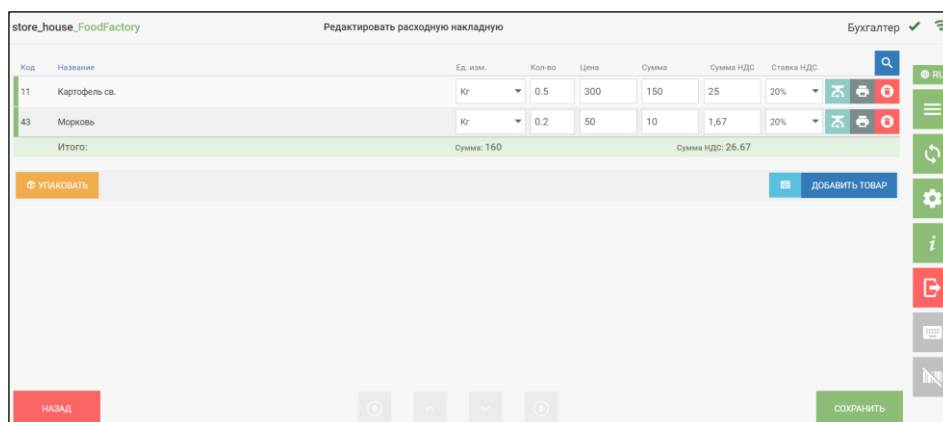 store_house_FoodFactory Редактировать расходную накладную Бухгалтер
Код Название Ед. изм. Кол-во Цена Сумма Сумма НДС Ставка НДС
RU
11 Картофель св. Кг 0.5 300 150 25 20%
43 Морковь Кг 0.2 50 10 1,67 20%
Итого: Сумма: 160 Сумма НДС: 26.67
УПАКОВАТЬ ДОБАВИТЬ ТОВАР
i
НАЗАД СОХРАНИТЬ